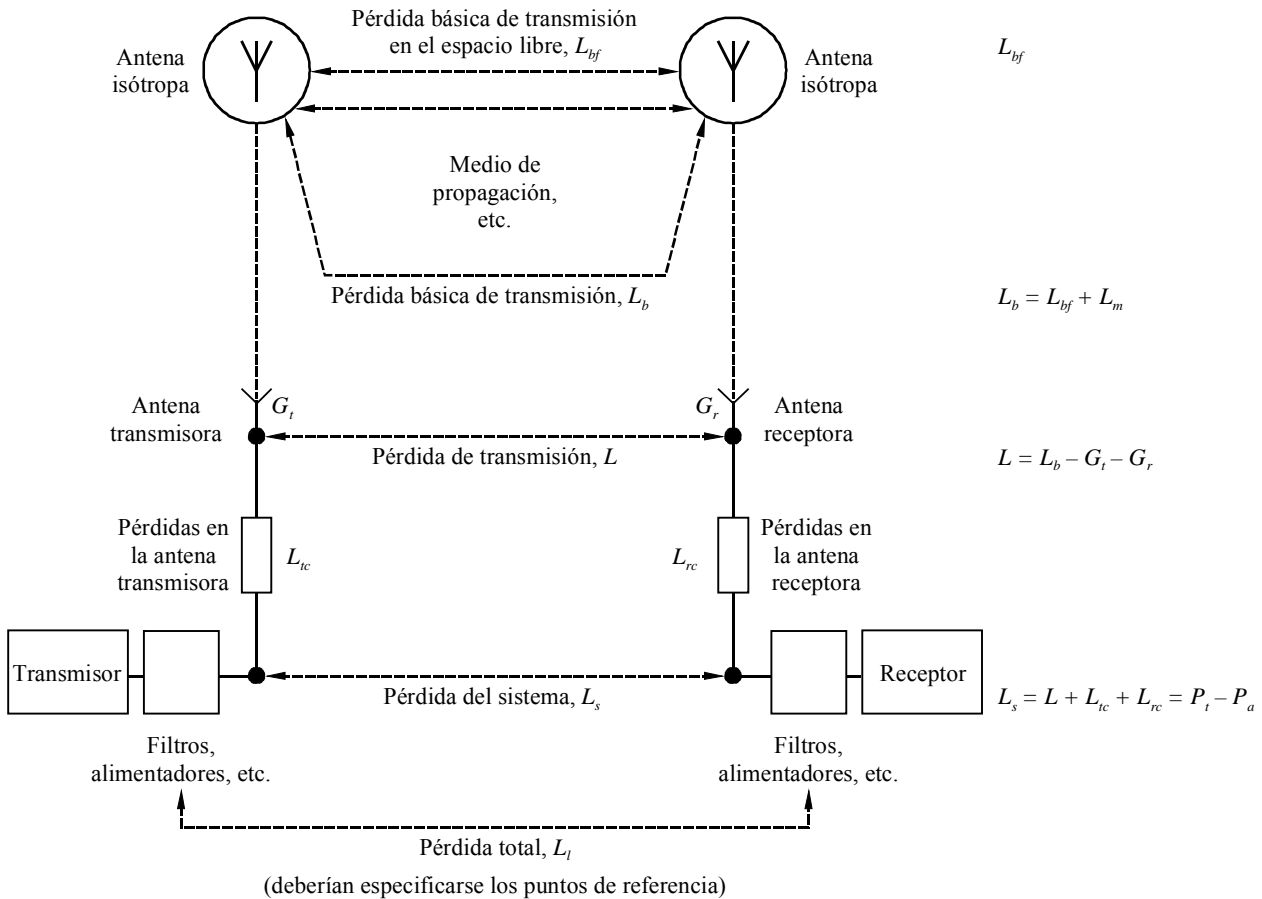 Pérdida básica de transmisión
en el espacio libre, L_bf
Antena
isótropa
Antena
isótropa
L_bf
Medio de
propagación,
etc.
Pérdida básica de transmisión, L_b
L_b = L_bf + L_m
Antena
transmisora
G_t
G_r
Antena
receptora
Pérdida de transmisión, L
L = L_b – G_t – G_r
Pérdidas en
la antena
transmisora
L_tc
L_rc
Pérdidas en
la antena
receptora
Transmisor
Receptor
Pérdida del sistema, L_s
L_s = L + L_tc + L_rc = P_t – P_a
Filtros,
alimentadores, etc.
Filtros,
alimentadores, etc.
Pérdida total, L_l
(deberían especificarse los puntos de referencia)